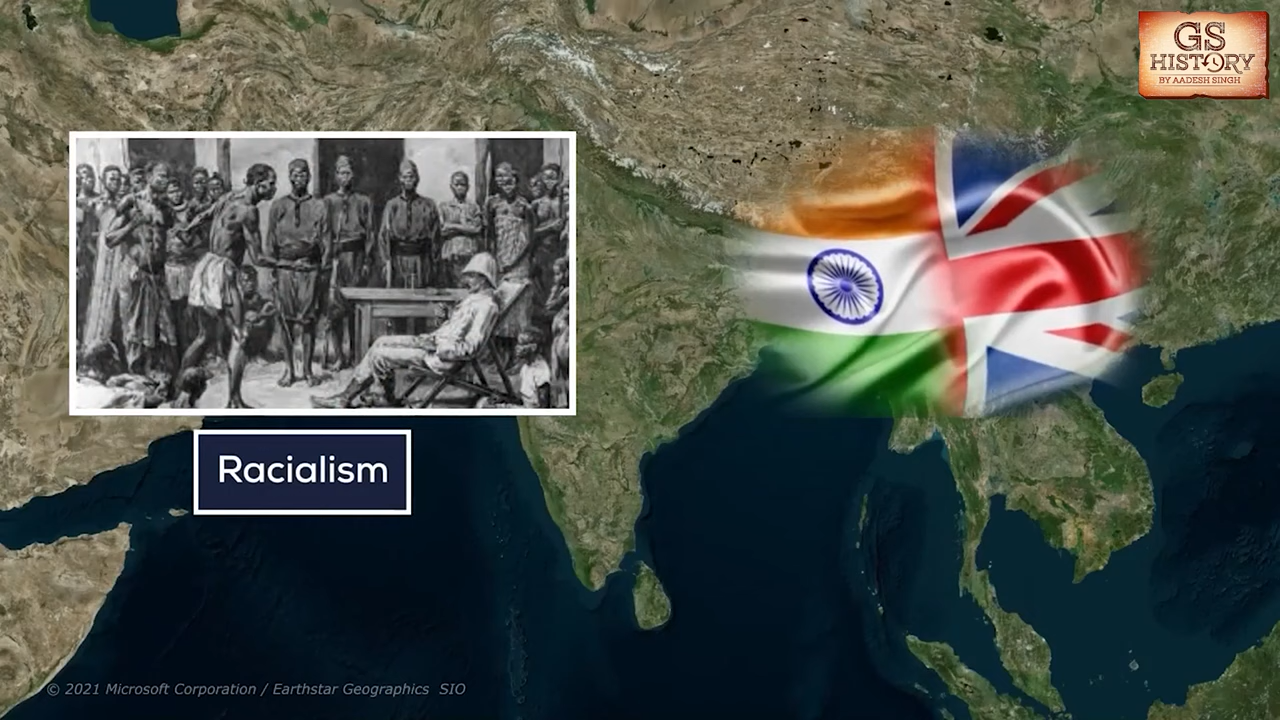 GS
HISTORY
BY AADESH SINGH
Racialism
© 2021 Microsoft Corporation / Earthstar Geographics SIO